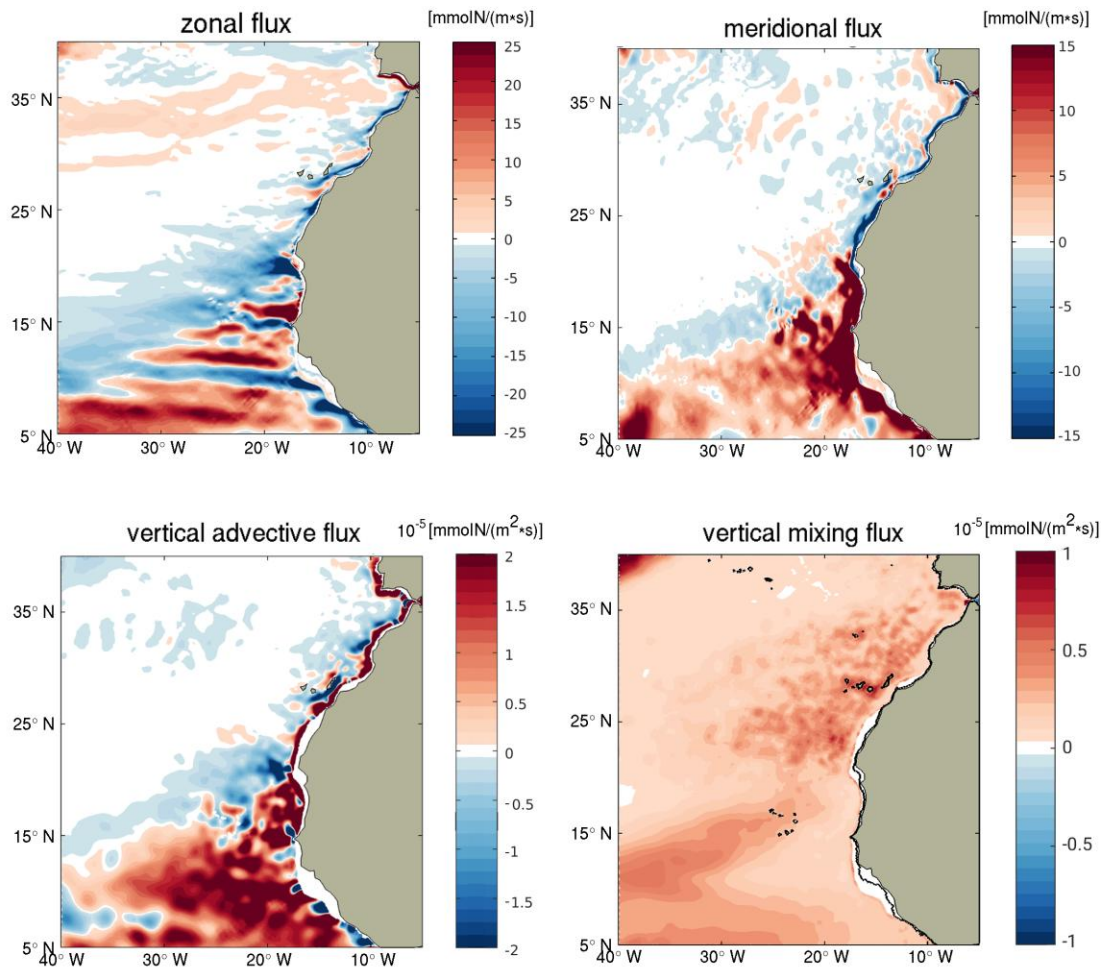 zonal flux
[mmolN/(m*s)]
35° N
25° N
15° N
5° N
40° W 30° W 20° W 10° W
25
20
15
10
5
0
-5
-10
-15
-20
-25
meridional flux
[mmolN/(m*s)]
35° N
25° N
15° N
5° N
40° W 30° W 20° W 10° W
15
10
5
0
-5
-10
-15
vertical advective flux
10-5 [mmolN/(m2*s)]
35° N
25° N
15° N
5° N
40° W 30° W 20° W 10° W
2
1.5
1
0.5
0
-0.5
-1
-1.5
-2
vertical mixing flux
10-5 [mmolN/(m2*s)]
35° N
25° N
15° N
5° N
40° W 30° W 20° W 10° W
1
0.5
0
-0.5
-1